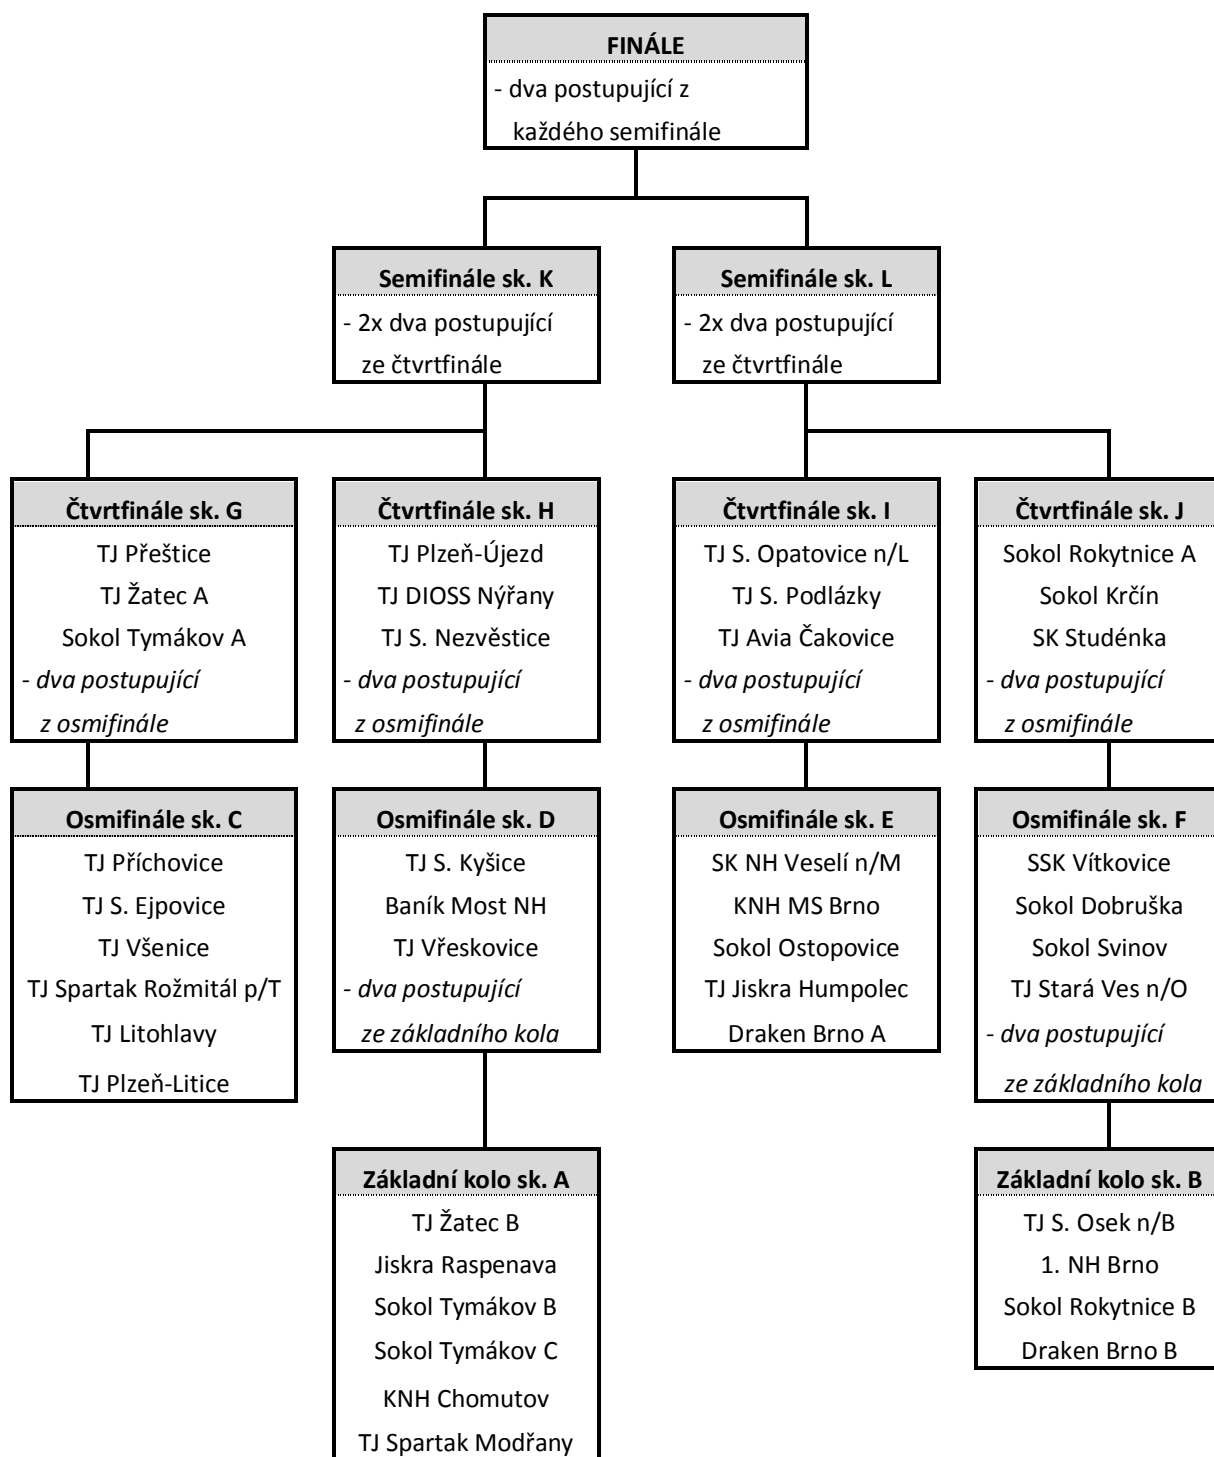 FINÁLE
- dva postupující z
každého semifinále
Semifinále sk. K
- 2x dva postupující
ze čtvrtfinále
Semifinále sk. L
- 2x dva postupující
ze čtvrtfinále
Čtvrtfinále sk. G
TJ Přeštice
TJ Žatec A
Sokol Tymákov A
- dva postupující
z osmifinále
Čtvrtfinále sk. H
TJ Plzeň-Újezd
TJ DIOSS Nýřany
TJ S. Nezvěstice
- dva postupující
z osmifinále
Čtvrtfinále sk. I
TJ S. Opatovice n/L
TJ S. Podlázky
TJ Avia Čakovice
- dva postupující
z osmifinále
Čtvrtfinále sk. J
Sokol Rokytnice A
Sokol Krčín
SK Studénka
- dva postupující
z osmifinále
Osmifinále sk. C
TJ Příchovice
TJ S. Ejpovice
TJ Všenice
TJ Spartak Rožmitál p/T
TJ Litohlavy
TJ Plzeň-Litice
Osmifinále sk. D
TJ S. Kyšice
Baník Most NH
TJ Vřeskovice
- dva postupující
ze základního kola
Osmifinále sk. E
SK NH Veselí n/M
KNH MS Brno
Sokol Ostopovice
TJ Jiskra Humpolec
Draken Brno A
Osmifinále sk. F
SSK Vítkovice
Sokol Dobruška
Sokol Svinov
TJ Stará Ves n/O
- dva postupující
ze základního kola
Základní kolo sk. A
TJ Žatec B
Jiskra Raspenava
Sokol Tymákov B
Sokol Tymákov C
KNH Chomutov
TJ Spartak Modřany
Základní kolo sk. B
TJ S. Osek n/B
1. NH Brno
Sokol Rokytnice B
Draken Brno B